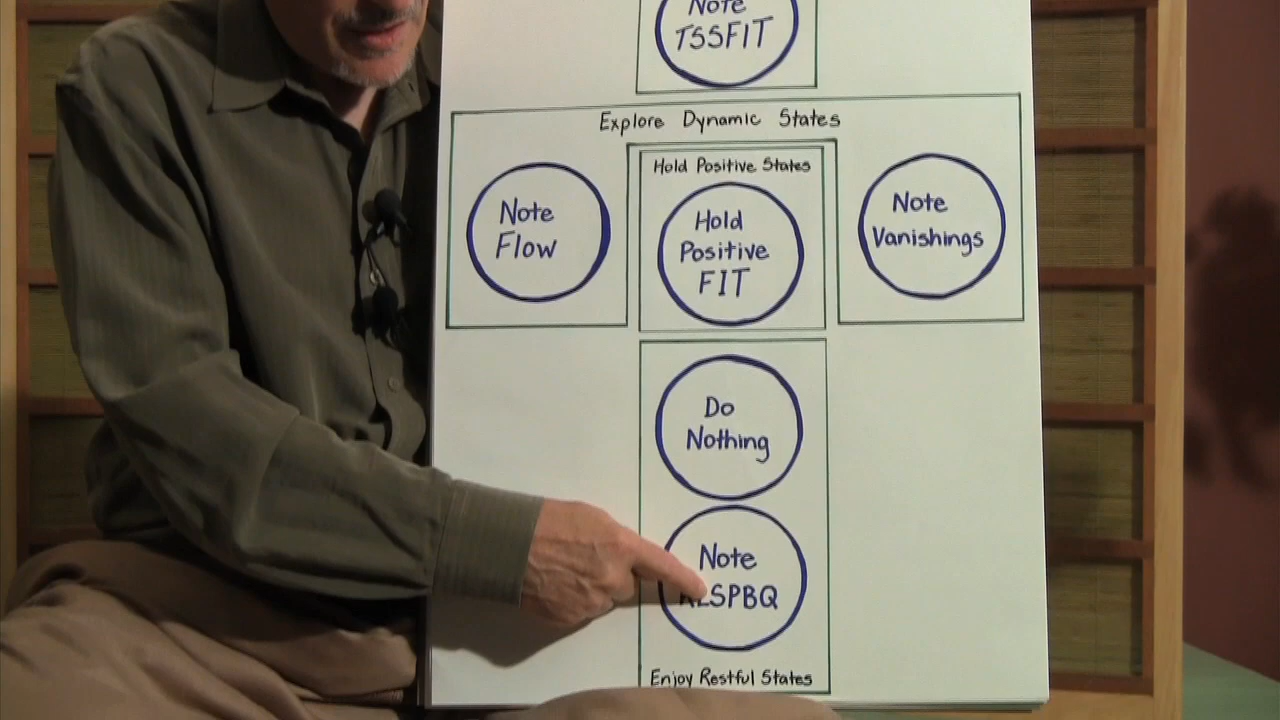 Note
TSSFIT
Explore Dynamic States
Hold Positive States
Note
Flow
Hold
Positive
FIT
Note
Vanishings
Do
Nothing
Note
Enjoy Restful States